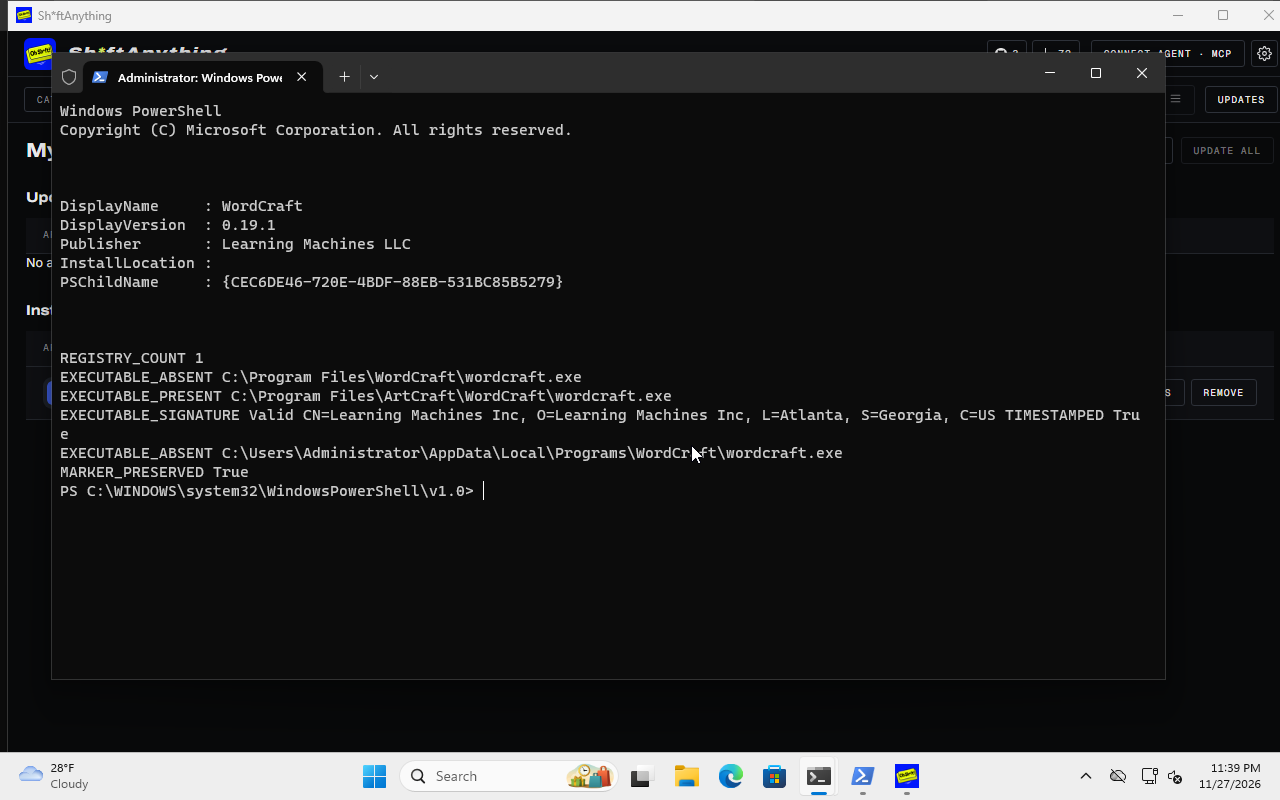 Sh*ftAnything
Sh*ftAnything
CONNECT AGENT · MCP
UPDATES
My
UPDATE ALL
Administrator: Windows Powe
Windows PowerShell
Copyright (C) Microsoft Corporation. All rights reserved.
DisplayName     : WordCraft
DisplayVersion  : 0.19.1
Publisher       : Learning Machines LLC
InstallLocation :
PSChildName     : {CEC6DE46-720E-4BDF-88EB-531BC85B5279}
REGISTRY_COUNT 1
EXECUTABLE_ABSENT C:\Program Files\WordCraft\wordcraft.exe
EXECUTABLE_PRESENT C:\Program Files\ArtCraft\WordCraft\wordcraft.exe
EXECUTABLE_SIGNATURE Valid CN=Learning Machines Inc, O=Learning Machines Inc, L=Atlanta, S=Georgia, C=US TIMESTAMPED Tru
e
EXECUTABLE_ABSENT C:\Users\Administrator\AppData\Local\Programs\WordCraft\wordcraft.exe
MARKER_PRESERVED True
PS C:\WINDOWS\system32\WindowsPowerShell\v1.0>
No a
REMOVE
28°F
Cloudy
Search
11:39 PM
11/27/2026